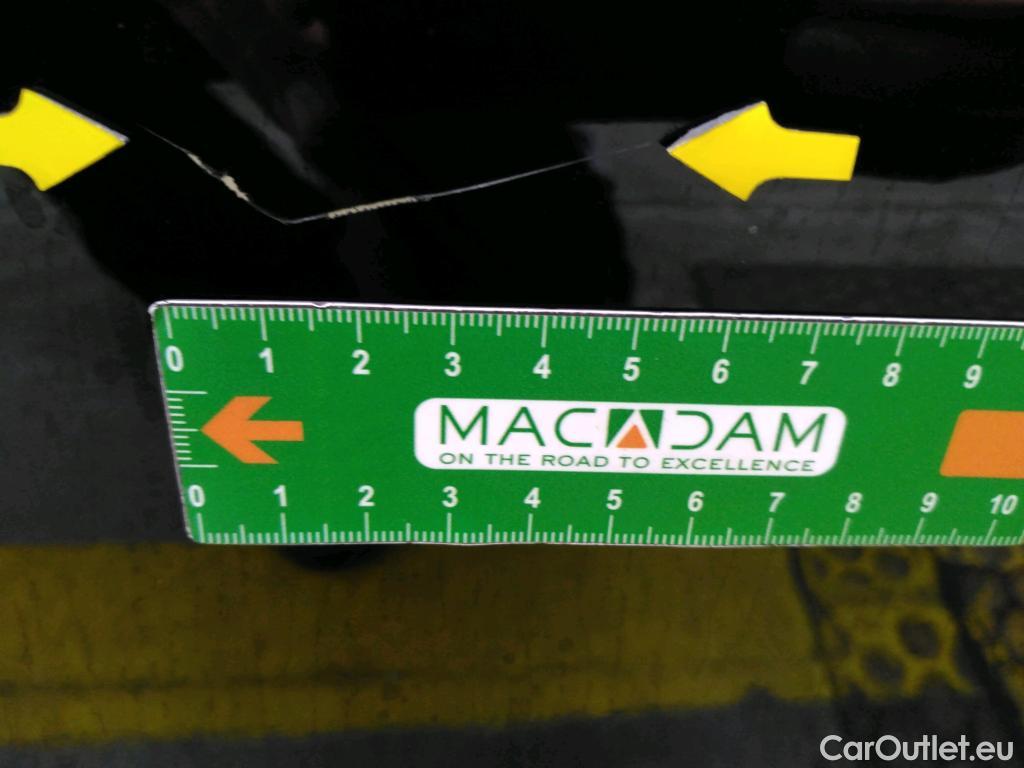 0 1 2 3 4 5 6 7 8 9
MACADAM
ON THE ROAD TO EXCELLENCE
0 1 2 3 4 5 6 7 8 9 10
CarOutlet.eu